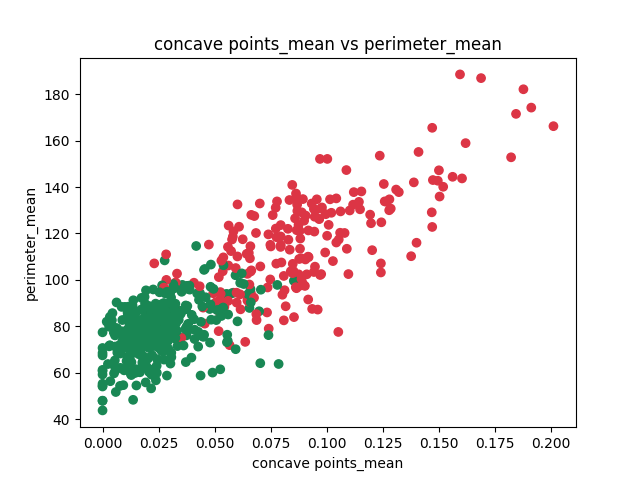 concave points_mean vs perimeter_mean
perimeter_mean
180
160
140
120
100
80
60
40
0.000 0.025 0.050 0.075 0.100 0.125 0.150 0.175 0.200
concave points_mean